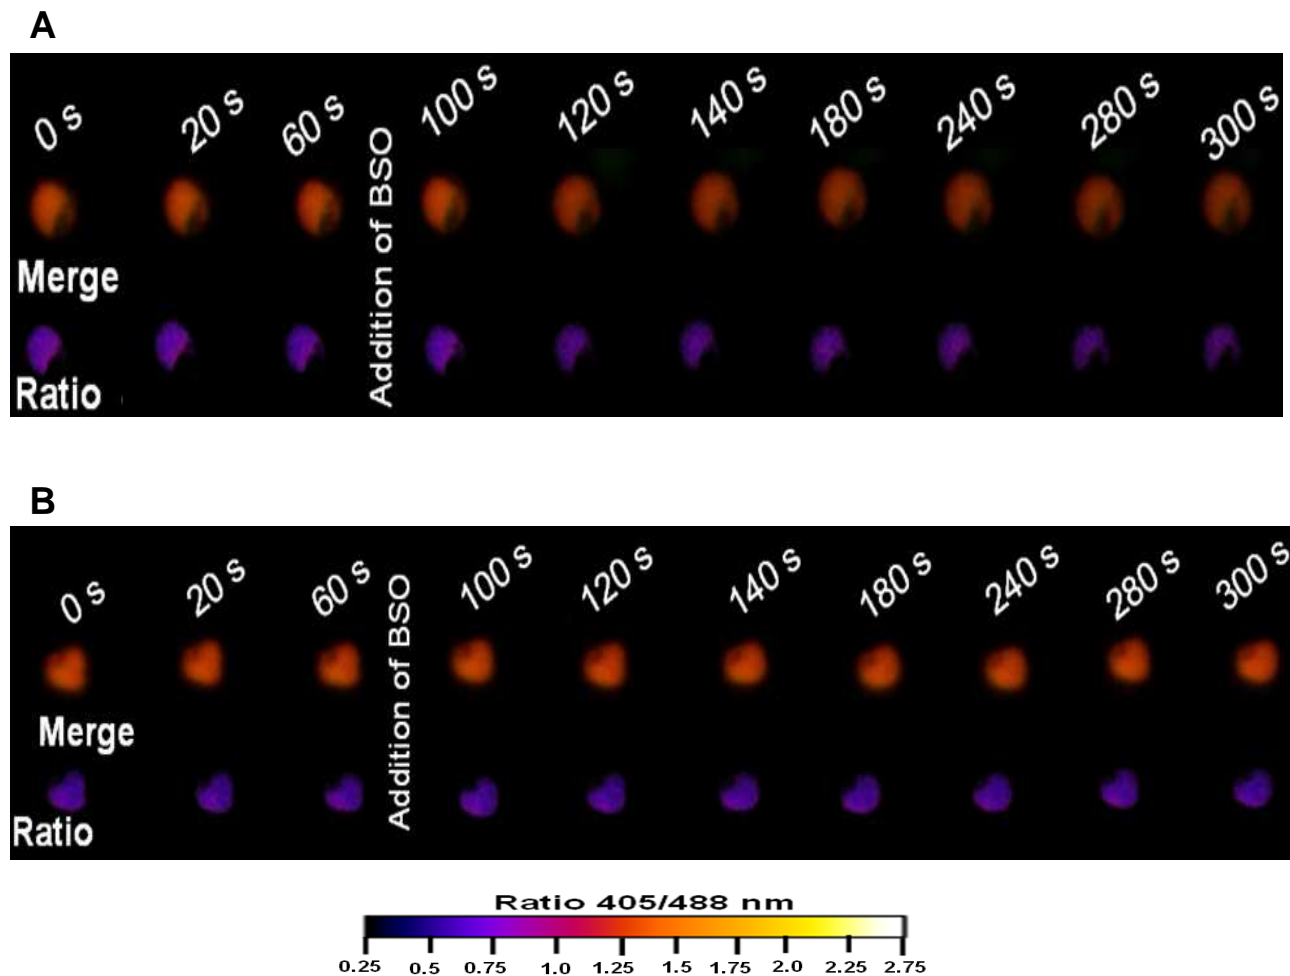 A
0 s 20 s 60 s Addition of BSO 100 s 120 s 140 s 180 s 240 s 280 s 300 s
Merge
Ratio
B
0 s 20 s 60 s Addition of BSO 100 s 120 s 140 s 180 s 240 s 280 s 300 s
Merge
Ratio
Ratio 405/488 nm
0.25 0.5 0.75 1.0 1.25 1.5 1.75 2.0 2.25 2.75